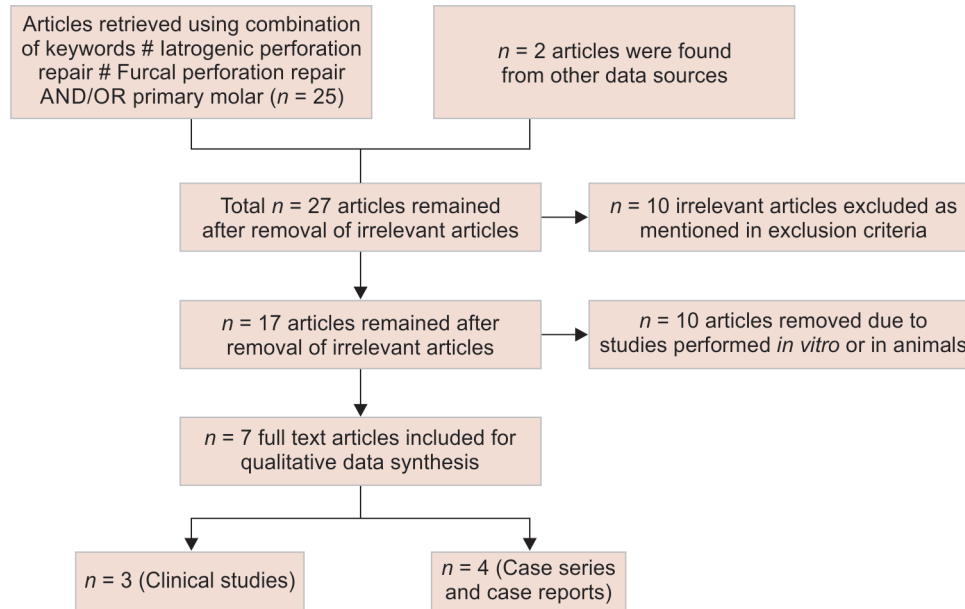 Articles retrieved using combination
of keywords # Iatrogenic perforation
repair # Furcal perforation repair
AND/OR primary molar (n = 25)
n = 2 articles were found
from other data sources
Total n = 27 articles remained
after removal of irrelevant articles
n = 10 irrelevant articles excluded as
mentioned in exclusion criteria
n = 17 articles remained after
removal of irrelevant articles
n = 10 articles removed due to
studies performed in vitro or in animals
n = 7 full text articles included for
qualitative data synthesis
n = 3 (Clinical studies)
n = 4 (Case series
and case reports)